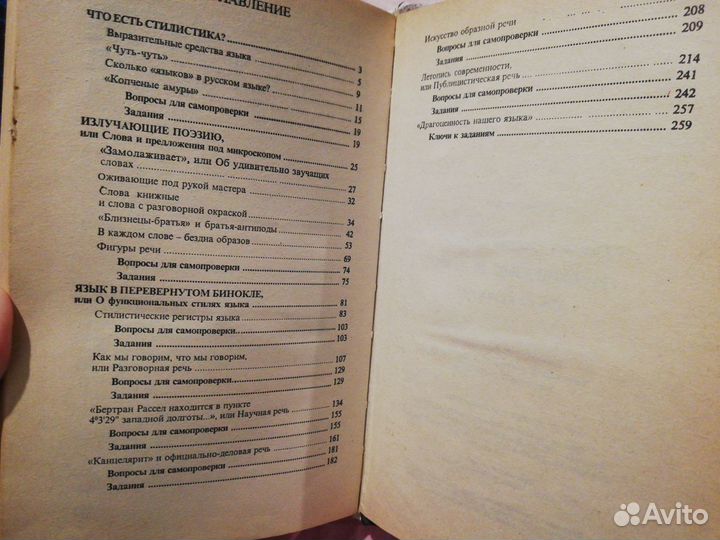 АВЛЕНИЕ
ЧТО ЕСТЬ СТИЛИСТИКА? 3
Выразительные средства языка 5
«Чуть-чуть» 9
Сколько «языков» в русском языке? 11
«Копченые амуры» 15
Вопросы для самопроверки 19
Задания 19
ИЗЛУЧАЮЩИЕ ПОЭЗИЮ,
или Слова и предложения под микроскопом 25
«Замолаживает», или Об удивительно звучащих
словах 27
Оживающие под рукой мастера 32
Слова книжные
и слова с разговорной окраской 34
«Близнецы-братья» и братья-антиподы 42
В каждом слове – бездна образов 53
Фигуры речи 69
Вопросы для самопроверки 74
Задания 75
ЯЗЫК В ПЕРЕВЕРНУТОМ БИНОКЛЕ,
или О функциональных стилях языка 81
Стилистические регистры языка 83
Вопросы для самопроверки 103
Задания 103
Как мы говорим, что мы говорим,
или Разговорная речь 107
Вопросы для самопроверки 129
Задания 129
«Бертран Рассел находится в пункте
4°3'29" западной долготы...», или Научная речь 134
Вопросы для самопроверки 155
Задания 155
«Канцелярит» и официально-деловая речь 161
Вопросы для самопроверки 181
Задания 182
Искусство образной речи
Вопросы для самопроверки 208
Задания 209
Летопись современности,
или Публицистическая речь 214
Вопросы для самопроверки 241
Задания 242
«Драгоценность нашего языка» 257
Ключи к заданиям 259
Avito